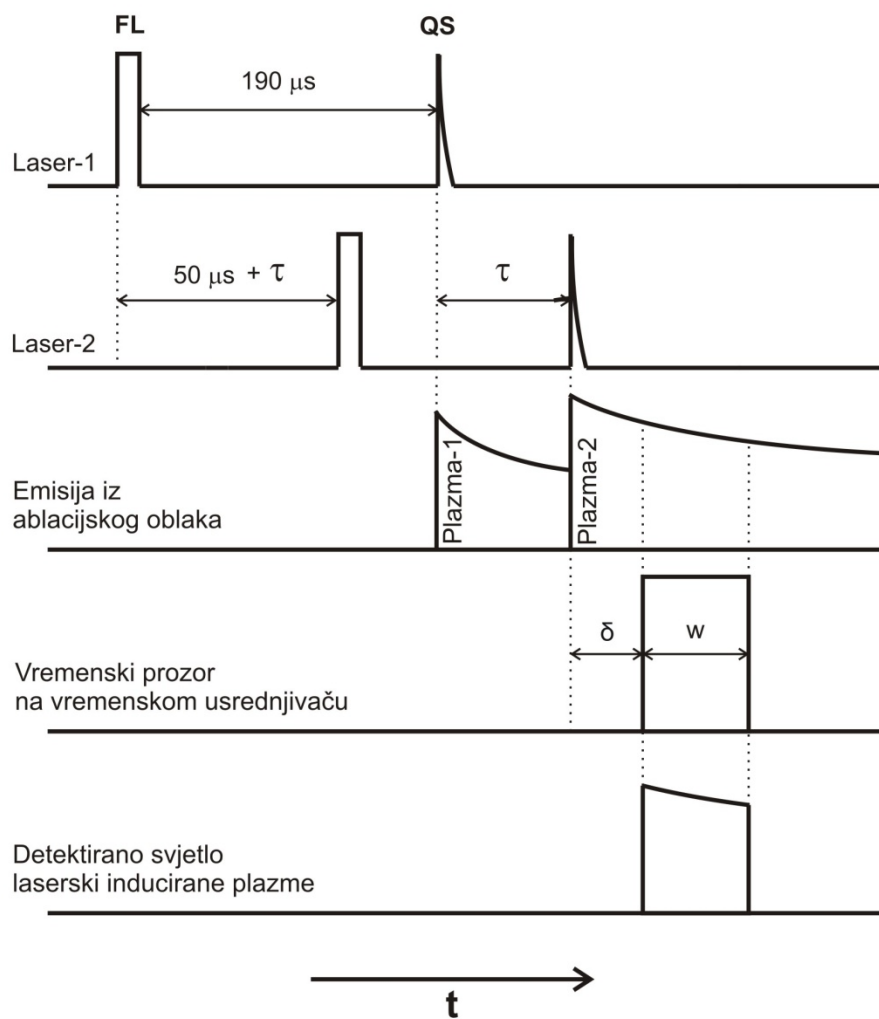 FL
QS
190 μs
Laser-1
50 μs + τ
τ
Laser-2
Plazma-1
Plazma-2
Emisija iz
ablacijskog oblaka
δ
w
Vremenski prozor
na vremenskom usrednjivaču
Detektirano svjetlo
laserski inducirane plazme
t